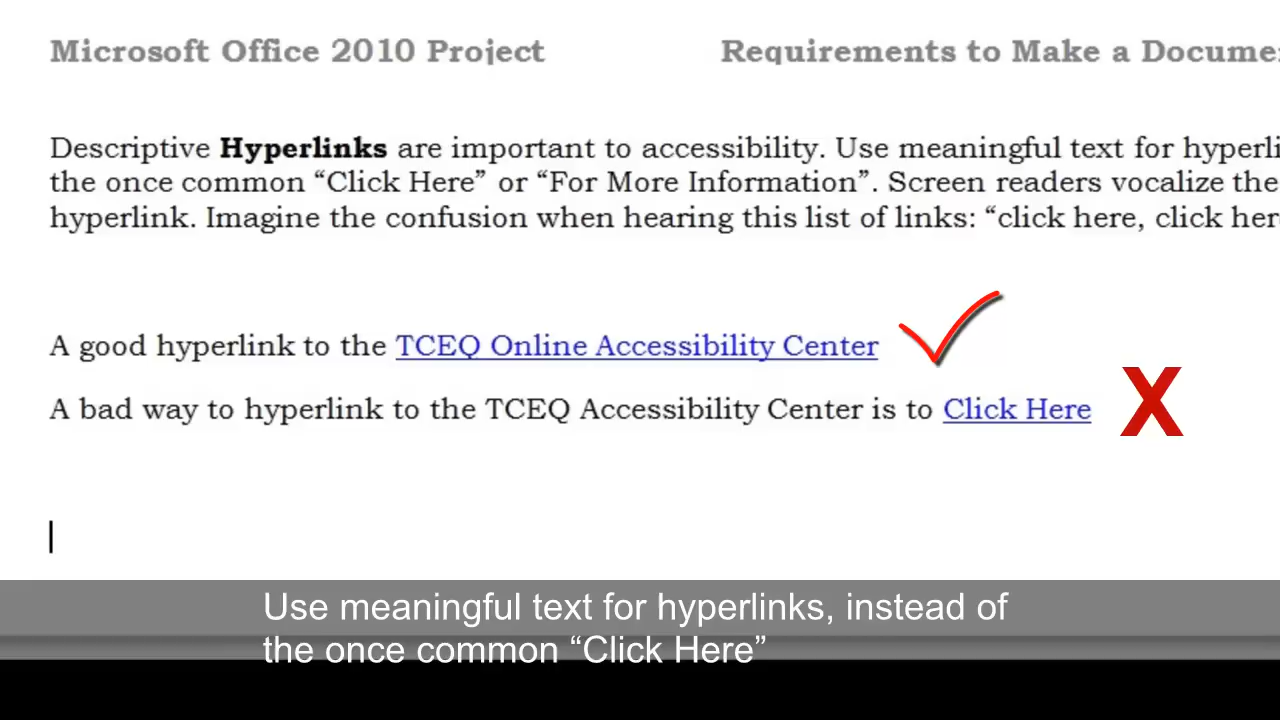 Microsoft Office 2010 Project Requirements to Make a Docume
Descriptive Hyperlinks are important to accessibility. Use meaningful text for hyperli
the once common “Click Here” or “For More Information”. Screen readers vocalize the
hyperlink. Imagine the confusion when hearing this list of links: “click here, click her
A good hyperlink to the TCEQ Online Accessibility Center
A bad way to hyperlink to the TCEQ Accessibility Center is to Click Here
X
Use meaningful text for hyperlinks, instead of
the once common “Click Here”